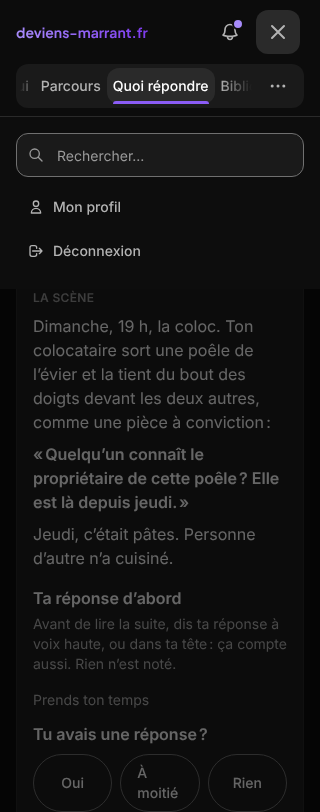 deviens-marrant.fr
Parcours Quoi répondre
Rechercher...
Mon profil
Déconnexion
LA SCÈNE
Dimanche, 19 h, la coloc. Ton
colocataire sort une poêle de
l'évier et la tient du bout des
doigts devant les deux autres,
comme une pièce à conviction :
« Quelqu'un connaît le
propriétaire de cette poêle ? Elle
est là depuis jeudi. »
Jeudi, c'était pâtes. Personne
d'autre n'a cuisiné.
Ta réponse d'abord
Avant de lire la suite, dis ta réponse à
voix haute, ou dans ta tête : ça compte
aussi. Rien n'est noté.
Prends ton temps
Tu avais une réponse ?
Oui
À
moitié
Rien